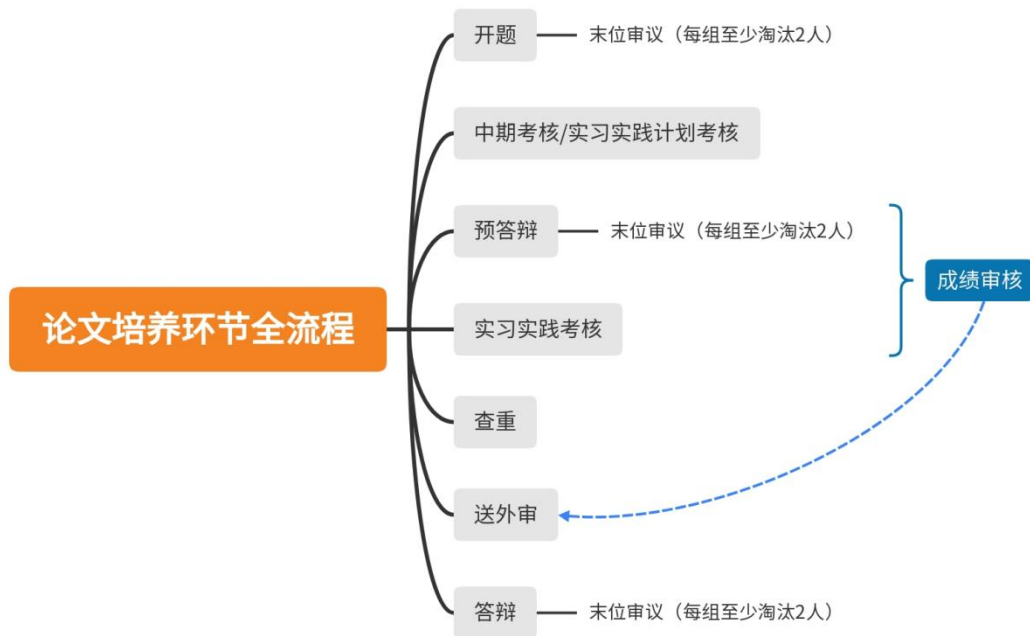 开题
末位审议（每组至少淘汰2人）
中期考核/实习实践计划考核
预答辩
末位审议（每组至少淘汰2人）
成绩审核
论文培养环节全流程
实习实践考核
查重
送外审
答辩
末位审议（每组至少淘汰2人）